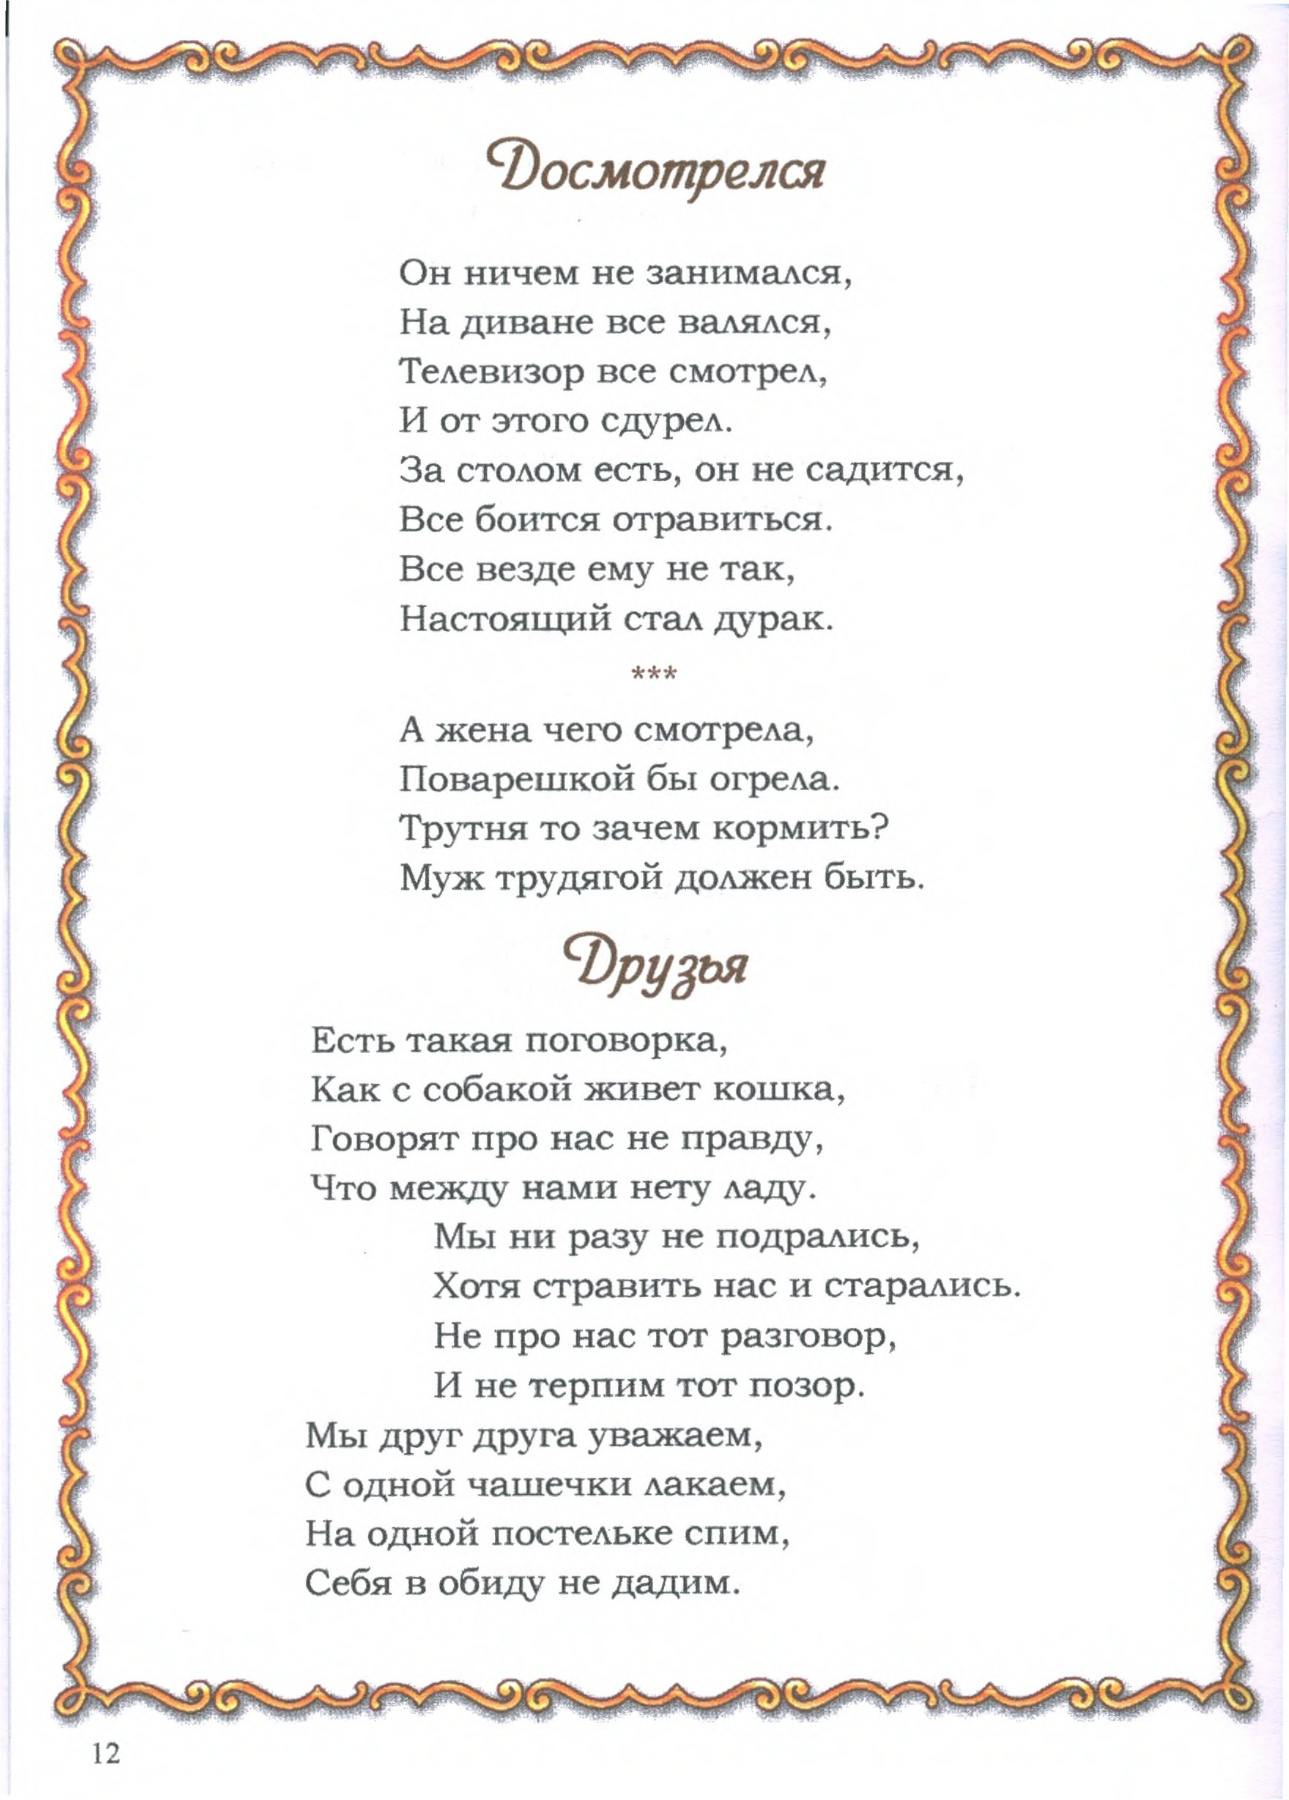 Досмотрелся
Он ничем не занимался,
На диване все валялся,
Телевизор все смотрел,
И от этого сдурел.
За столом есть, он не садится,
Все боится отравиться.
Все везде ему не так,
Настоящий стал дурак.
***
А жена чего смотрела,
Поварешкой бы огрела.
Трутня то зачем кормить?
Муж трудягой должен быть.
Друзья
Есть такая поговорка,
Как с собакой живет кошка,
Говорят про нас не правду,
Что между нами нету ладу.
Мы ни разу не подрались,
Хотя стравить нас и старались.
Не про нас тот разговор,
И не терпим тот позор.
Мы друг друга уважаем,
С одной чашечки лакаем,
На одной постельке спим,
Себя в обиду не дадим.
12